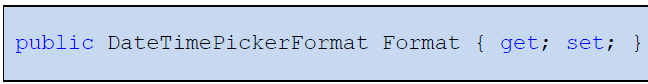 public DateTimePickerFormat Format { get; set; }